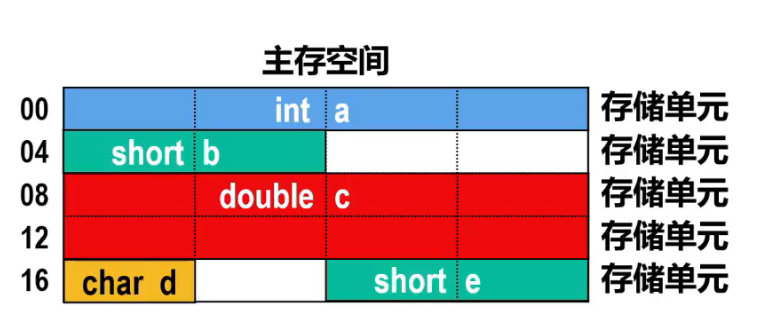 主存空间
00 int a 存储单元
04 short b 存储单元
08 double c 存储单元
12 存储单元
16 char d short e 存储单元